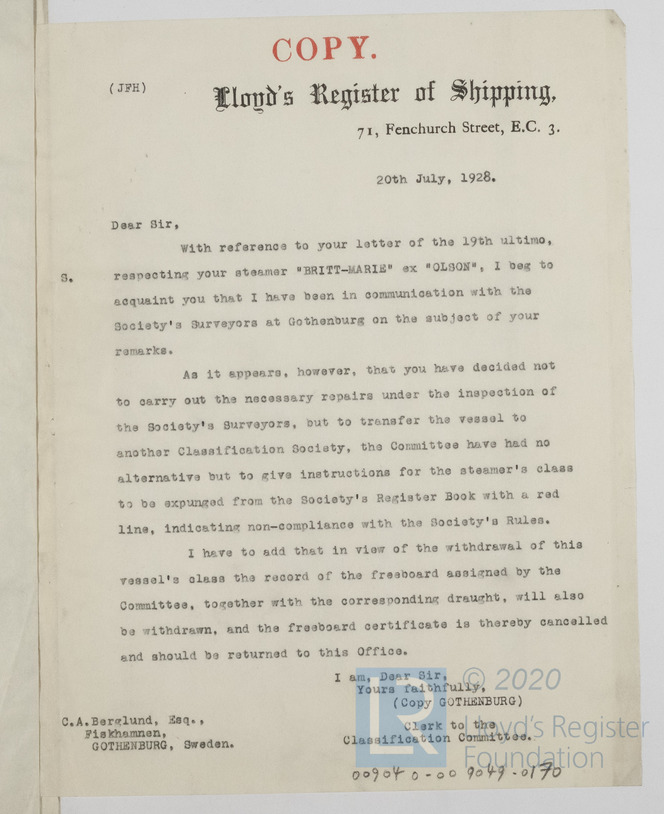 COPY.
(JFH)
Lloyd's Register of Shipping,
71, Fenchurch Street, E.C. 3.
20th July, 1928.
Dear Sir,
With reference to your letter of the 19th ultimo,
S.
respecting your steamer "BRITT-MARIE" ex "OLSON", I beg to
acquaint you that I have been in communication with the
Society's Surveyors at Gothenburg on the subject of your
remarks.
As it appears, however, that you have decided not
to carry out the necessary repairs under the inspection of
the Society's Surveyors, but to transfer the vessel to
another Classification Society, the Committee have had no
alternative but to give instructions for the steamer's class
to be expunged from the Society's Register Book with a red
line, indicating non-compliance with the Society's Rules.
I have to add that in view of the withdrawal of this
vessel's class the record of the freeboard assigned by the
Committee, together with the corresponding draught, will also
be withdrawn, and the freeboard certificate is thereby cancelled
and should be returned to this Office.
I am, Dear Sir,
Yours faithfully,
(Copy GOTHENBURG)
Clerk to the
Classification Committee.
C.A.Berglund, Esq.,
Fiskhamnen,
GOTHENBURG, Sweden.
LR © 2020
Lloyd's Register
Foundation
009040-009049-0170